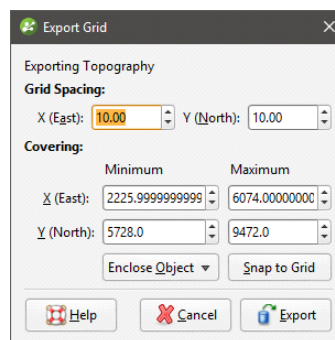 Export Grid
Exporting Topography
Grid Spacing:
X (East): 10.00 Y (North): 10.00
Covering:
Minimum Maximum
X (East): 2225.9999999999 6074.00000000
Y (North): 5728.0 9472.0
Enclose Object Snap to Grid
Help Cancel Export